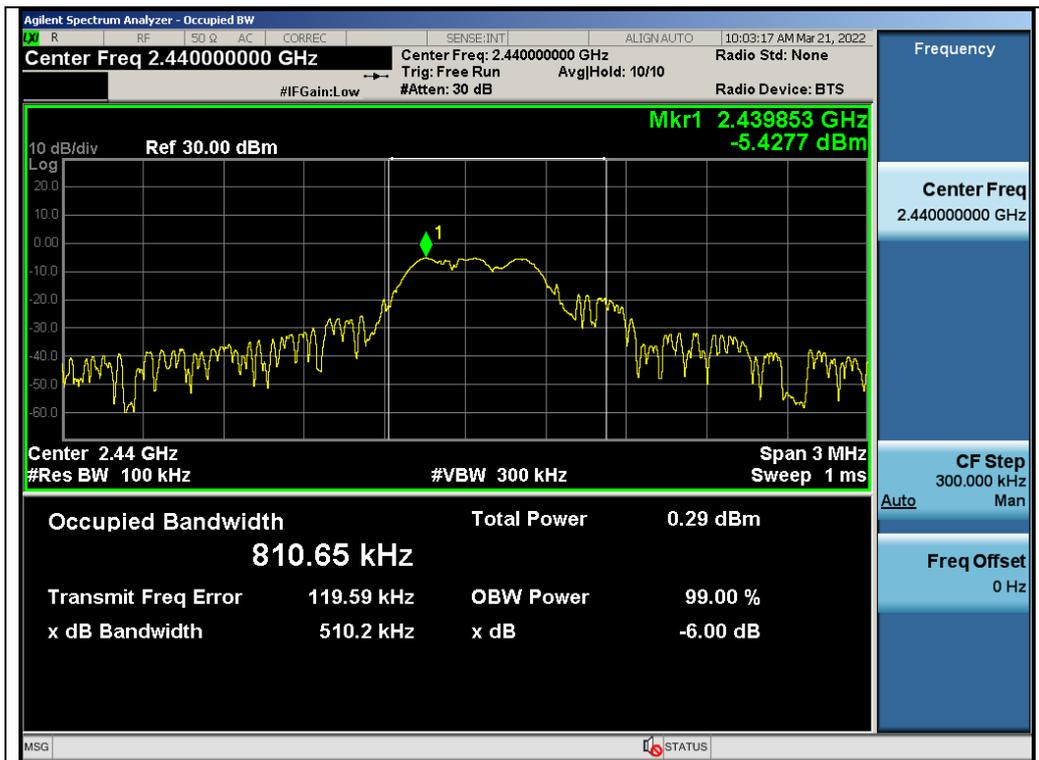 Agilent Spectrum Analyzer - Occupied BW
LXI R RF 50 Ω AC CORREC SENSE:INT ALIGN AUTO 10:03:17 AM Mar 21, 2022
Center Freq 2.440000000 GHz
Center Freq: 2.440000000 GHz Radio Std: None
Trig: Free Run Avg|Hold: 10/10
#IFGain:Low #Atten: 30 dB Radio Device: BTS
Mkr1 2.439853 GHz
-5.4277 dBm
10 dB/div Ref 30.00 dBm
Log
20.0
10.0
0.00
-10.0
-20.0
-30.0
-40.0
-50.0
-60.0
1
Center 2.44 GHz Span 3 MHz
#Res BW 100 kHz #VBW 300 kHz Sweep 1 ms
Occupied Bandwidth Total Power 0.29 dBm
810.65 kHz
Transmit Freq Error 119.59 kHz OBW Power 99.00 %
x dB Bandwidth 510.2 kHz x dB -6.00 dB
MSG STATUS
Frequency
Center Freq
2.440000000 GHz
CF Step
300.000 kHz
Auto Man
Freq Offset
0 Hz